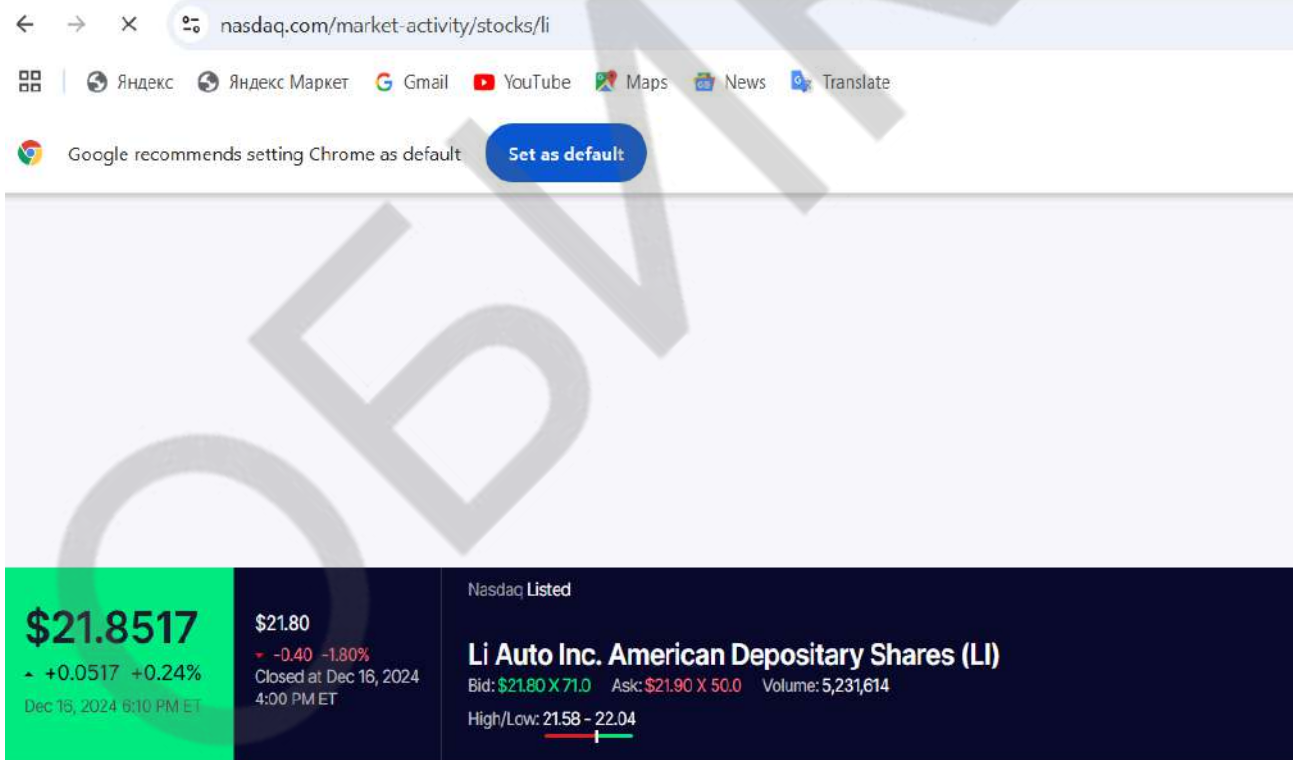 nasdaq.com/market-activity/stocks/li
Яндекс Яндекс Маркет Gmail YouTube Maps News Translate
Google recommends setting Chrome as default Set as default
ОБИ
$21.8517
+0.0517 +0.24%
Dec 16, 2024 6:10 PM ET
$21.80
-0.40 -1.80%
Closed at Dec 16, 2024
4:00 PM ET
Nasdaq Listed
Li Auto Inc. American Depositary Shares (LI)
Bid: $21.80 X 71.0 Ask: $21.90 X 50.0 Volume: 5,231,614
High/Low: 21.58 - 22.04